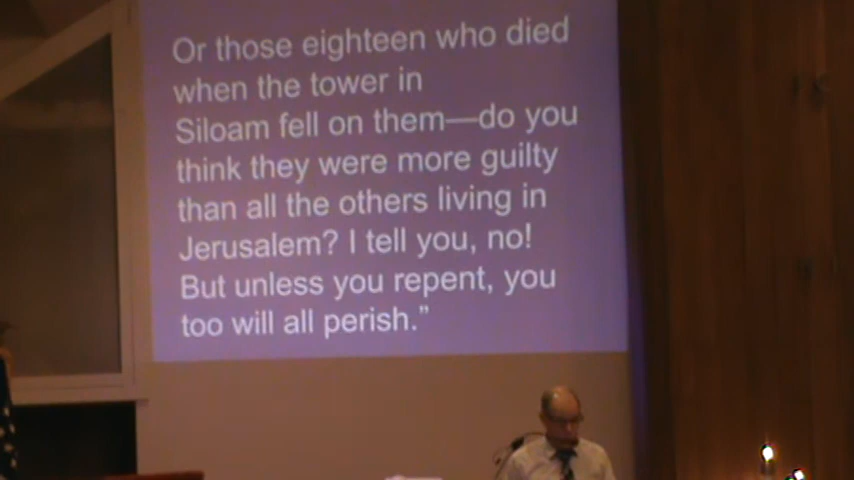 Or those eighteen who died
when the tower in
Siloam fell on them—do you
think they were more guilty
than all the others living in
Jerusalem? I tell you, no!
But unless you repent, you
too will all perish.”